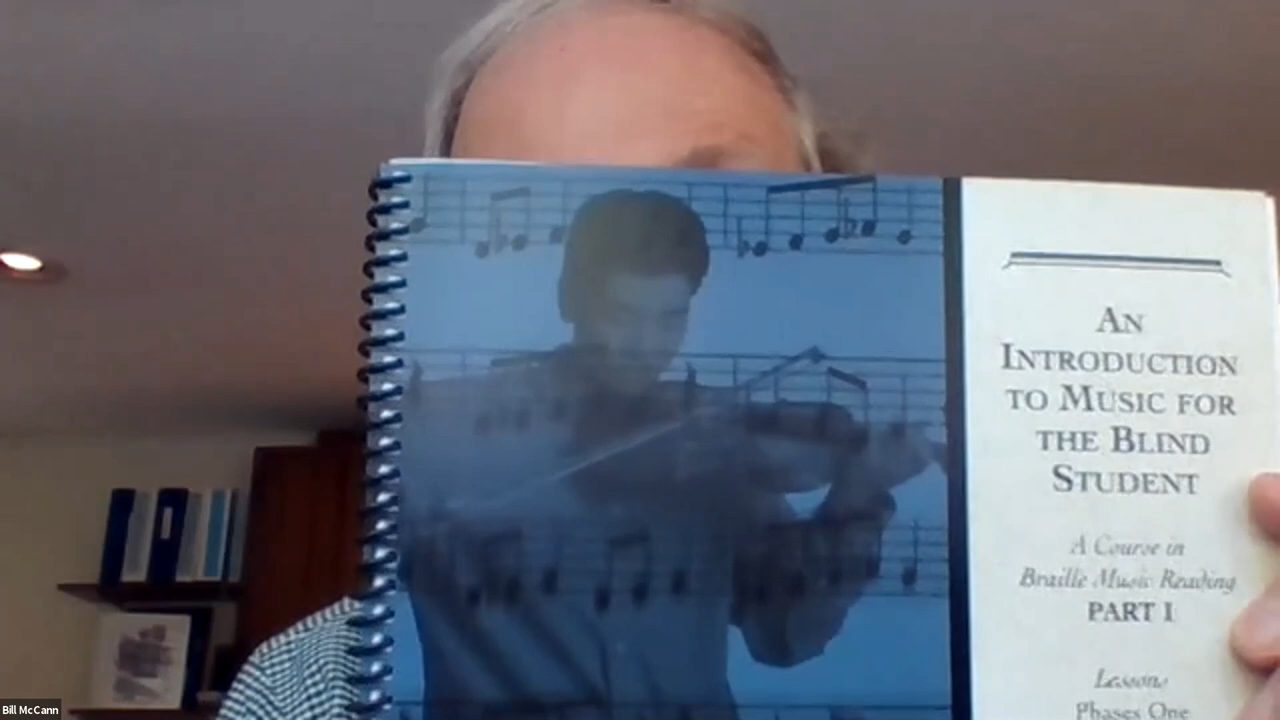 AN
INTRODUCTION
TO MUSIC FOR
THE BLIND
STUDENT
A Course in
Braille Music Reading
PART I
Lessons
Phases One
Bill McCann